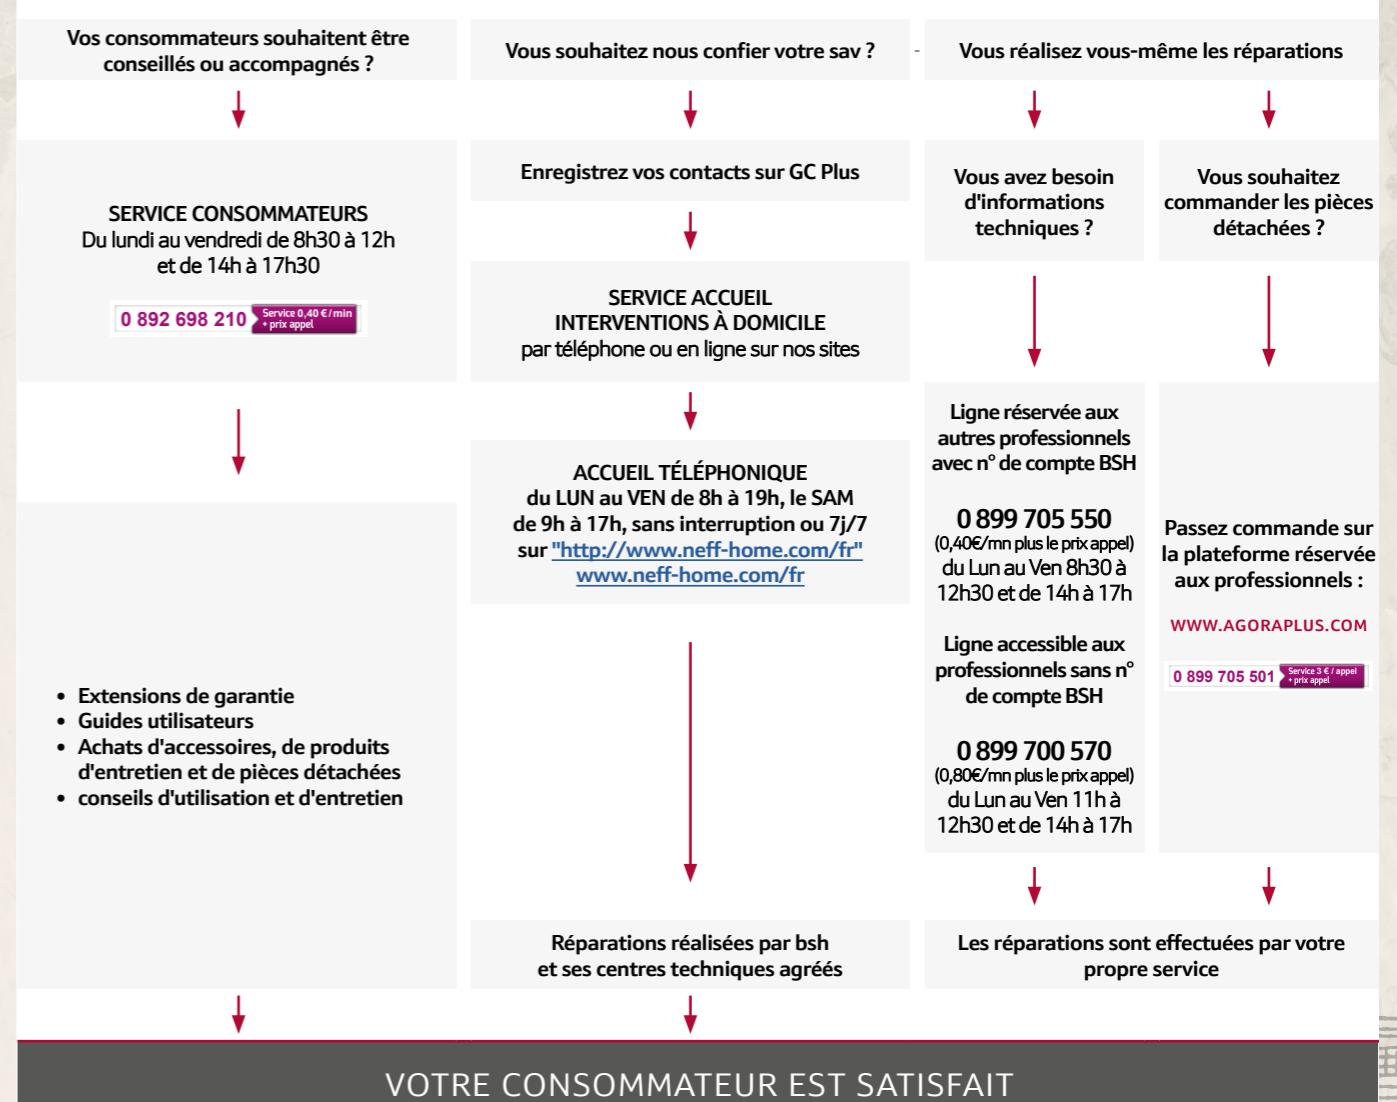 Vos consommateurs souhaitent être
conseillés ou accompagnés ?
SERVICE CONSOMMATEURS
Du lundi au vendredi de 8h30 à 12h
et de 14h à 17h30
0 892 698 210
Service 0,40 € / min
+ prix appel
• Extensions de garantie
• Guides utilisateurs
• Achats d'accessoires, de produits
d'entretien et de pièces détachées
• conseils d'utilisation et d'entretien
Vous souhaitez nous confier votre sav ?
-
Enregistrez vos contacts sur GC Plus
SERVICE ACCUEIL
INTERVENTIONS À DOMICILE
par téléphone ou en ligne sur nos sites
ACCUEIL TÉLÉPHONIQUE
du LUN au VEN de 8h à 19h, le SAM
de 9h à 17h, sans interruption ou 7j/7
sur "http://www.neff-home.com/fr"
www.neff-home.com/fr
Réparations réalisées par bsh
et ses centres techniques agréés
Vous réalisez vous-même les réparations
Vous avez besoin
d'informations
techniques ?
Ligne réservée aux
autres professionnels
avec n° de compte BSH
0 899 705 550
(0,40€/mn plus le prix appel)
du Lun au Ven 8h30 à
12h30 et de 14h à 17h
Ligne accessible aux
professionnels sans n°
de compte BSH
0 899 700 570
(0,80€/mn plus le prix appel)
du Lun au Ven 11h à
12h30 et de 14h à 17h
Vous souhaitez
commander les pièces
détachées ?
Passez commande sur
la plateforme réservée
aux professionnels :
WWW.AGORAPLUS.COM
0 899 705 501
Service 3 € / appel
+ prix appel
Les réparations sont effectuées par votre
propre service
VOTRE CONSOMMATEUR EST SATISFAIT